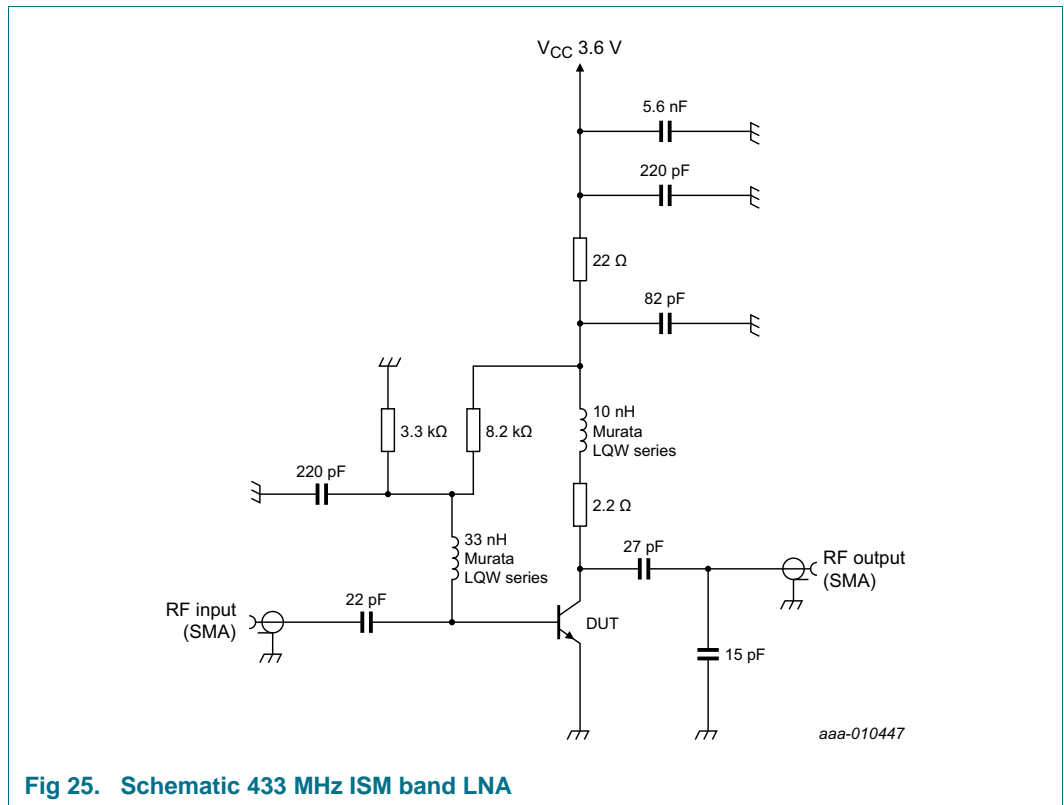 VCC 3.6 V
5.6 nF
220 pF
22 Ω
82 pF
3.3 kΩ
8.2 kΩ
10 nH
Murata
LQW series
220 pF
2.2 Ω
33 nH
Murata
LQW series
27 pF
RF output
(SMA)
RF input
(SMA)
22 pF
DUT
15 pF
aaa-010447
Fig 25. Schematic 433 MHz ISM band LNA